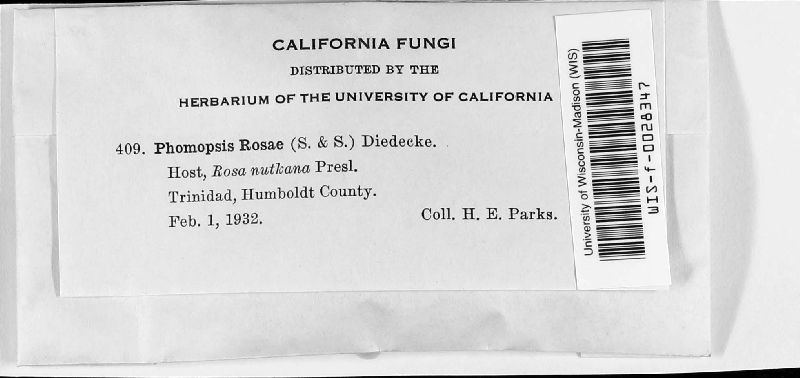 CALIFORNIA FUNGI
DISTRIBUTED BY THE
HERBARIUM OF THE UNIVERSITY OF CALIFORNIA
409. Phomopsis Rosae (S. & S.) Diedecke.
Host, Rosa nutkana Presl.
Trinidad, Humboldt County.
Feb. 1, 1932. Coll. H. E. Parks.
University of Wisconsin-Madison (WIS)
WIS-f-0028347